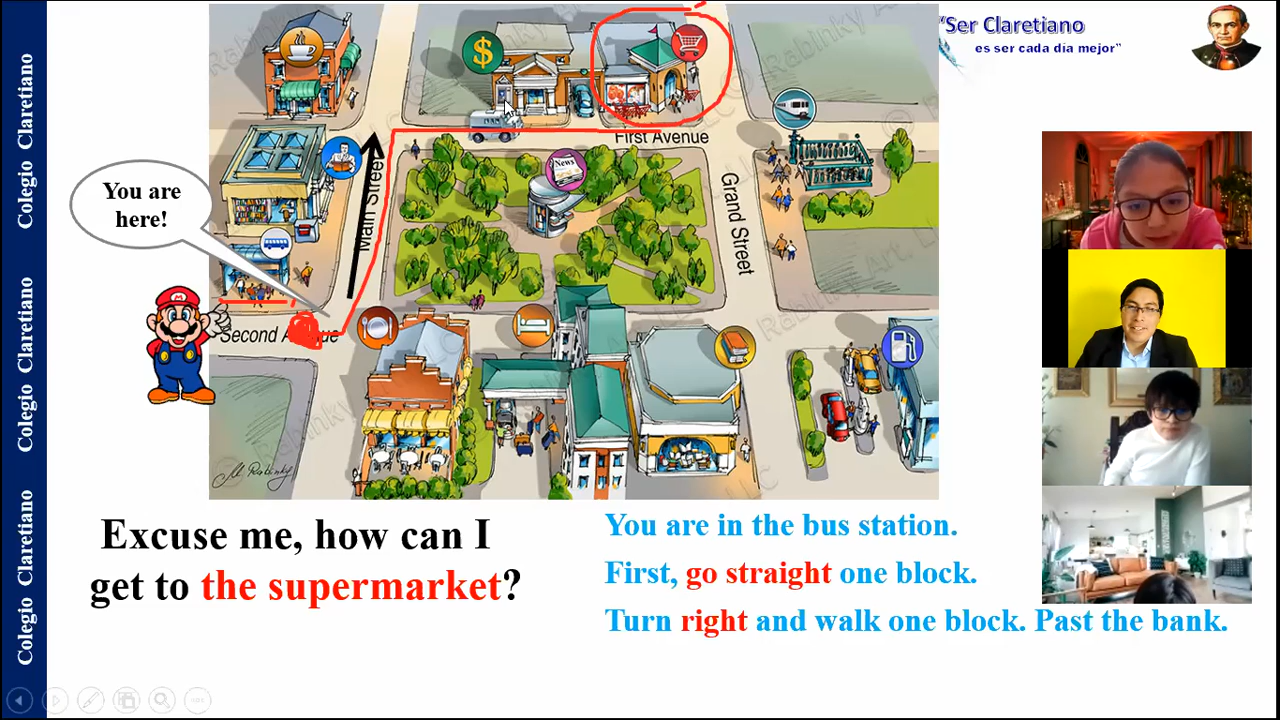 "Ser Claretiano
es ser cada día mejor"
Colegio Claretiano
Colegio Claretiano
Colegio Claretiano
You are
here!
$
News
First Avenue
Main Street
Grand Street
Second Avenue
M
Excuse me, how can I
get to the supermarket?
You are in the bus station.
First, go straight one block.
Turn right and walk one block. Past the bank.